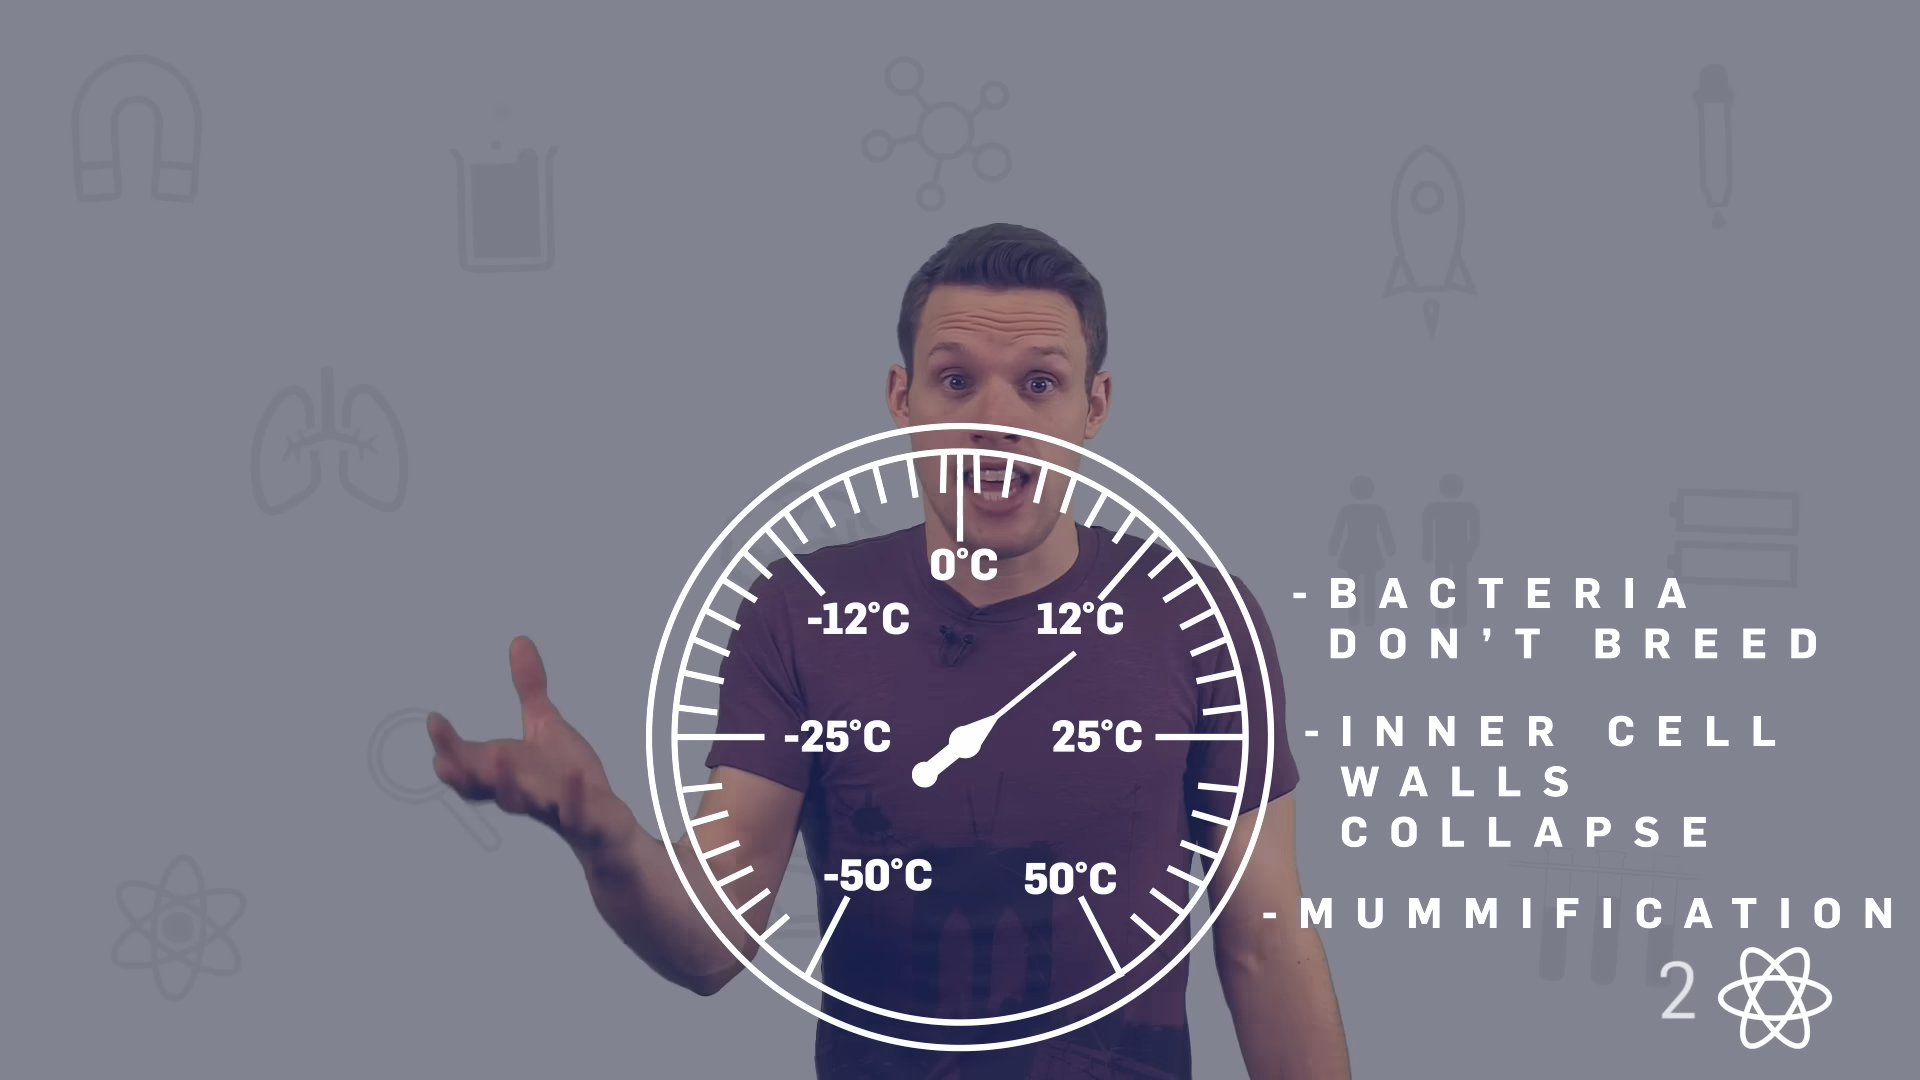 0°C
-12°C
12°C
-25°C
25°C
-50°C
50°C
- BACTERIA
DON'T BREED
- INNER CELL
WALLS
COLLAPSE
- MUMMIFICATION
2